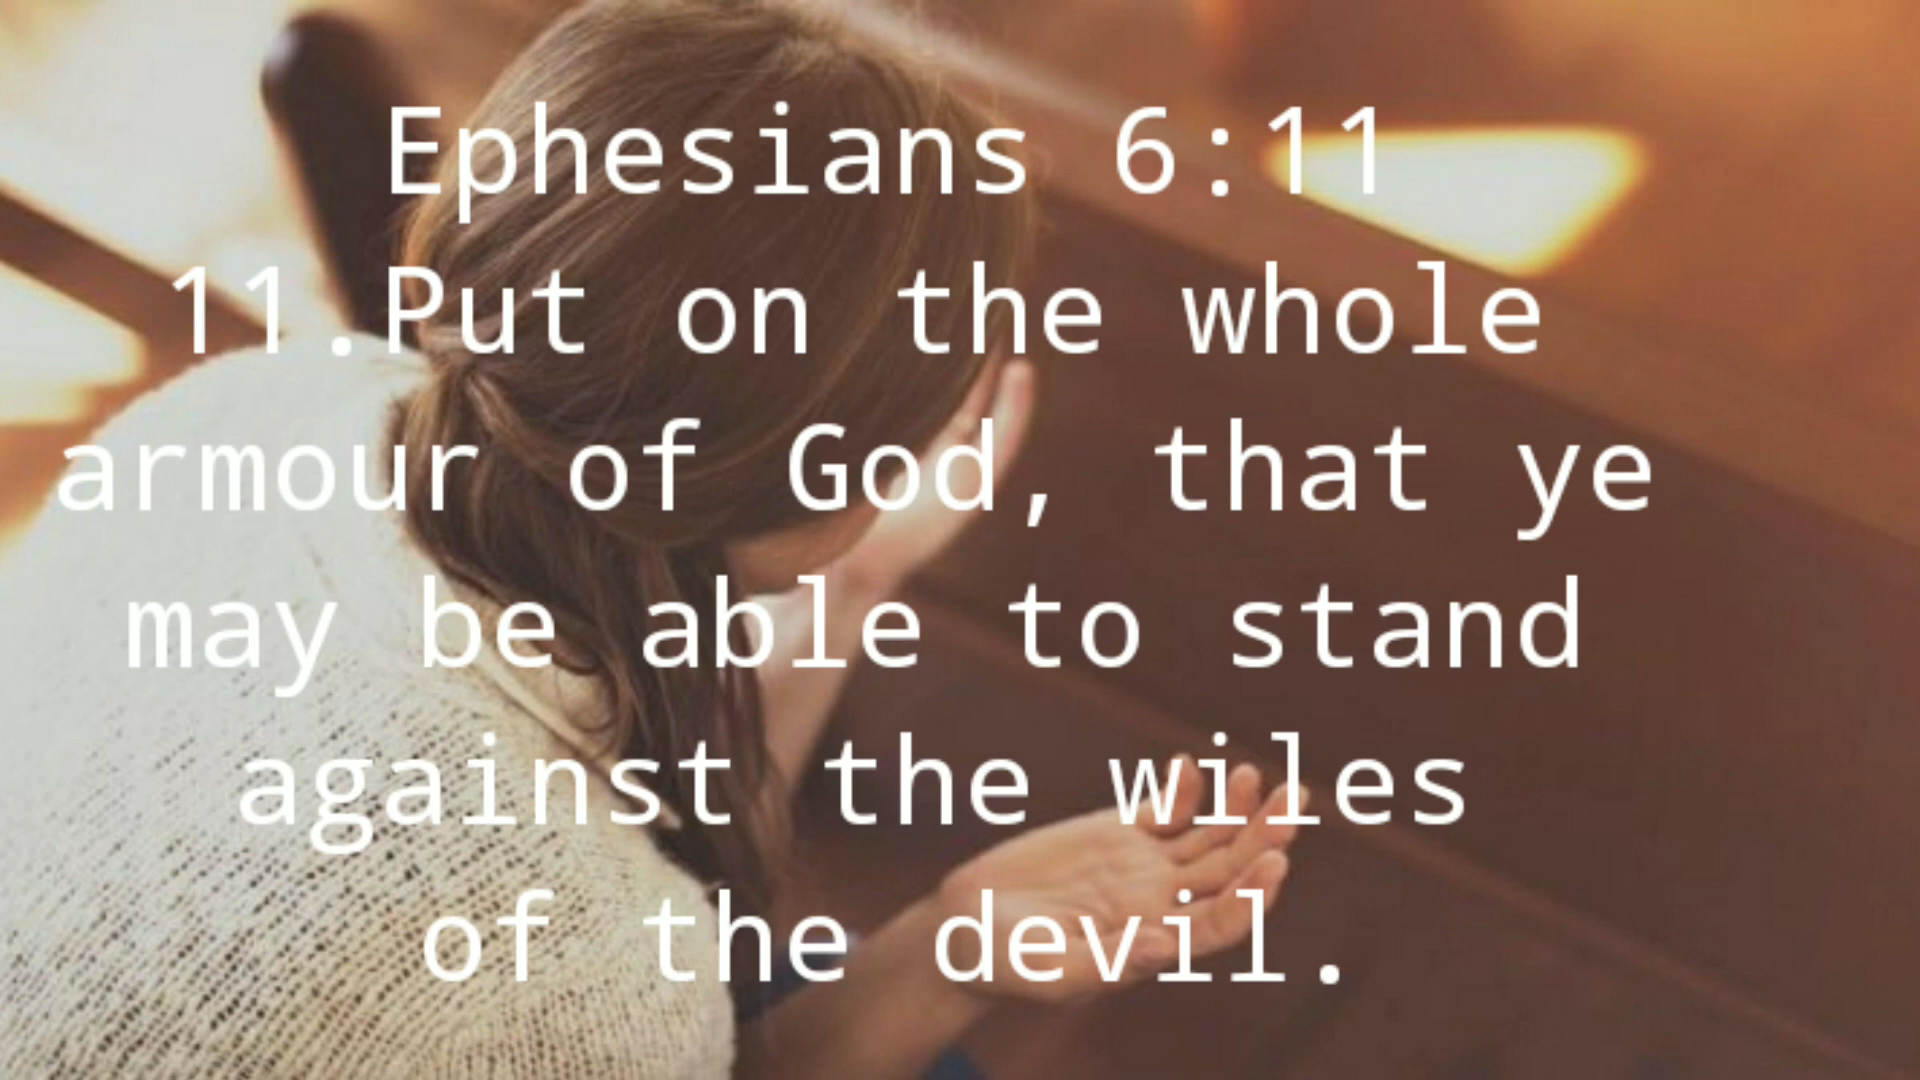 Ephesians 6:11
11.Put on the whole
armour of God, that ye
may be able to stand
against the wiles
of the devil.